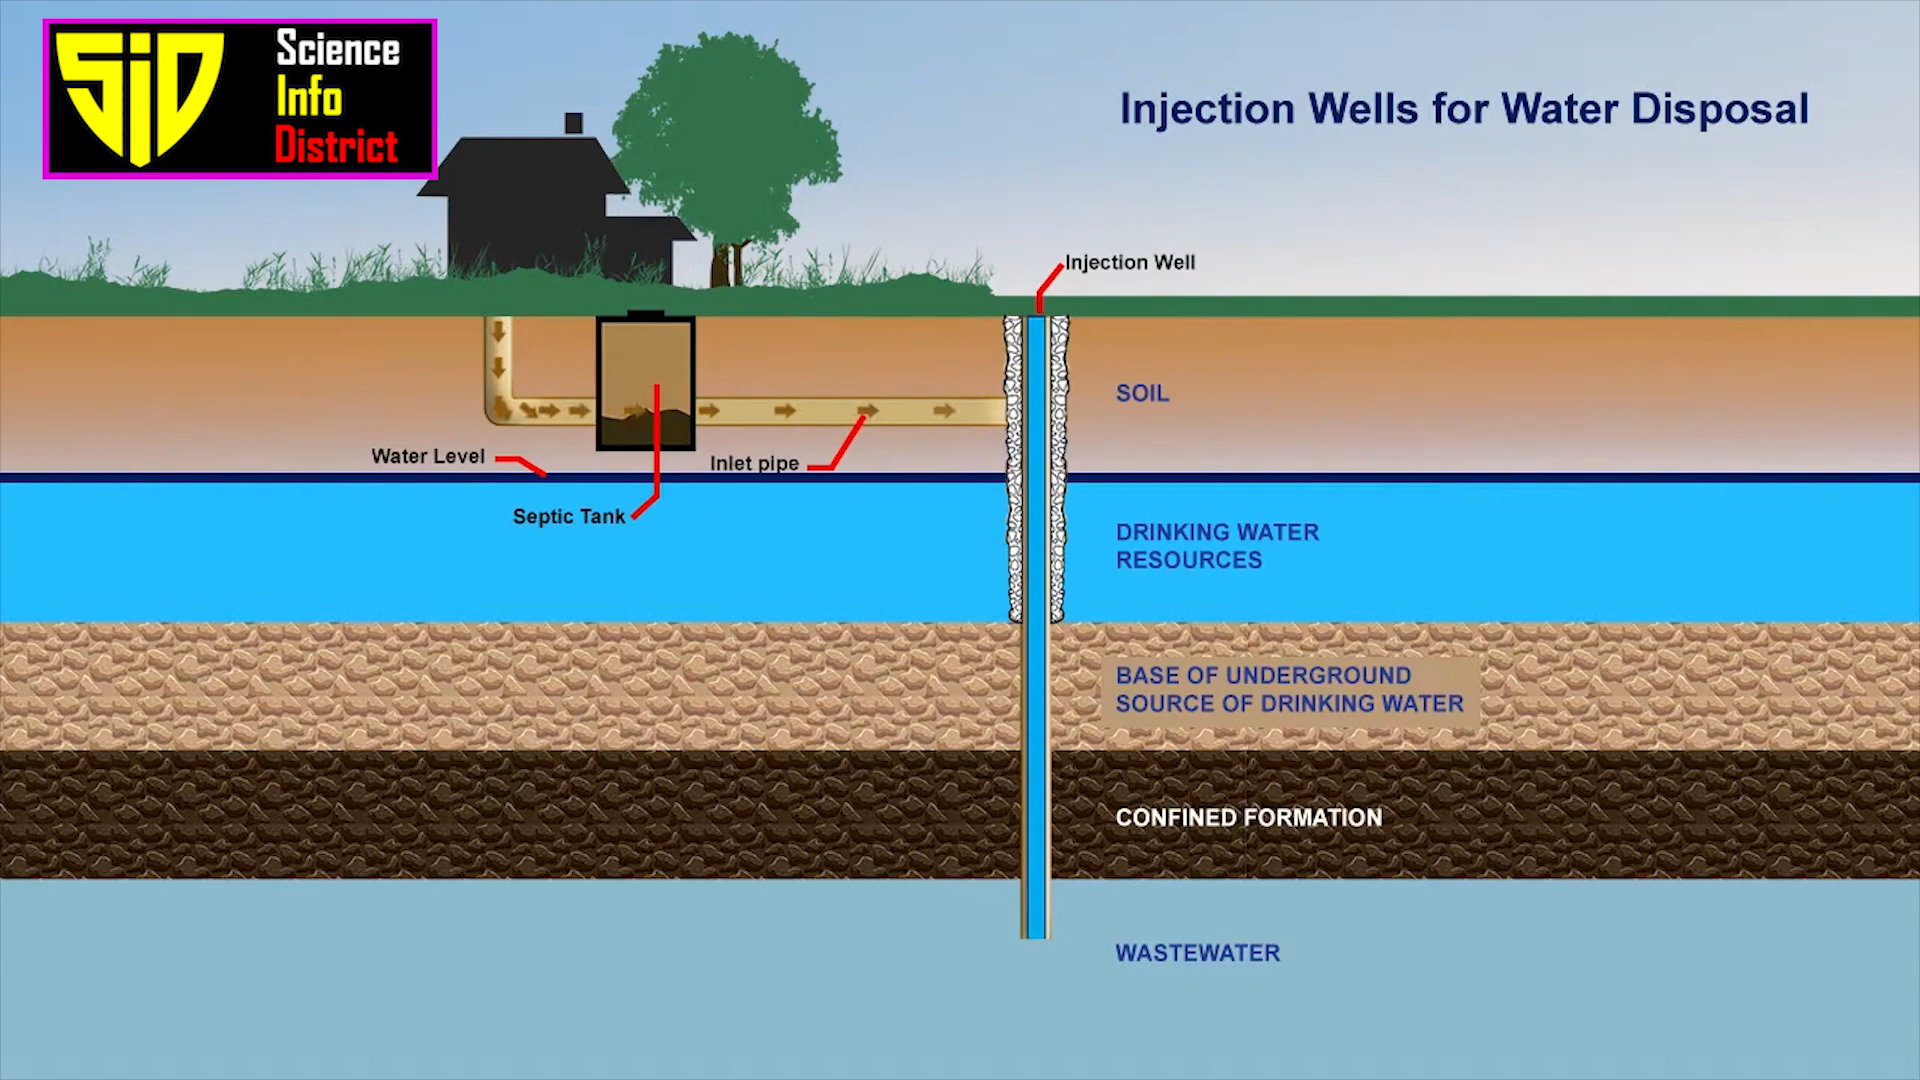 SiD
Science
Info
District
Injection Wells for Water Disposal
Injection Well
SOIL
Water Level
Inlet pipe
Septic Tank
DRINKING WATER
RESOURCES
BASE OF UNDERGROUND
SOURCE OF DRINKING WATER
CONFINED FORMATION
WASTEWATER